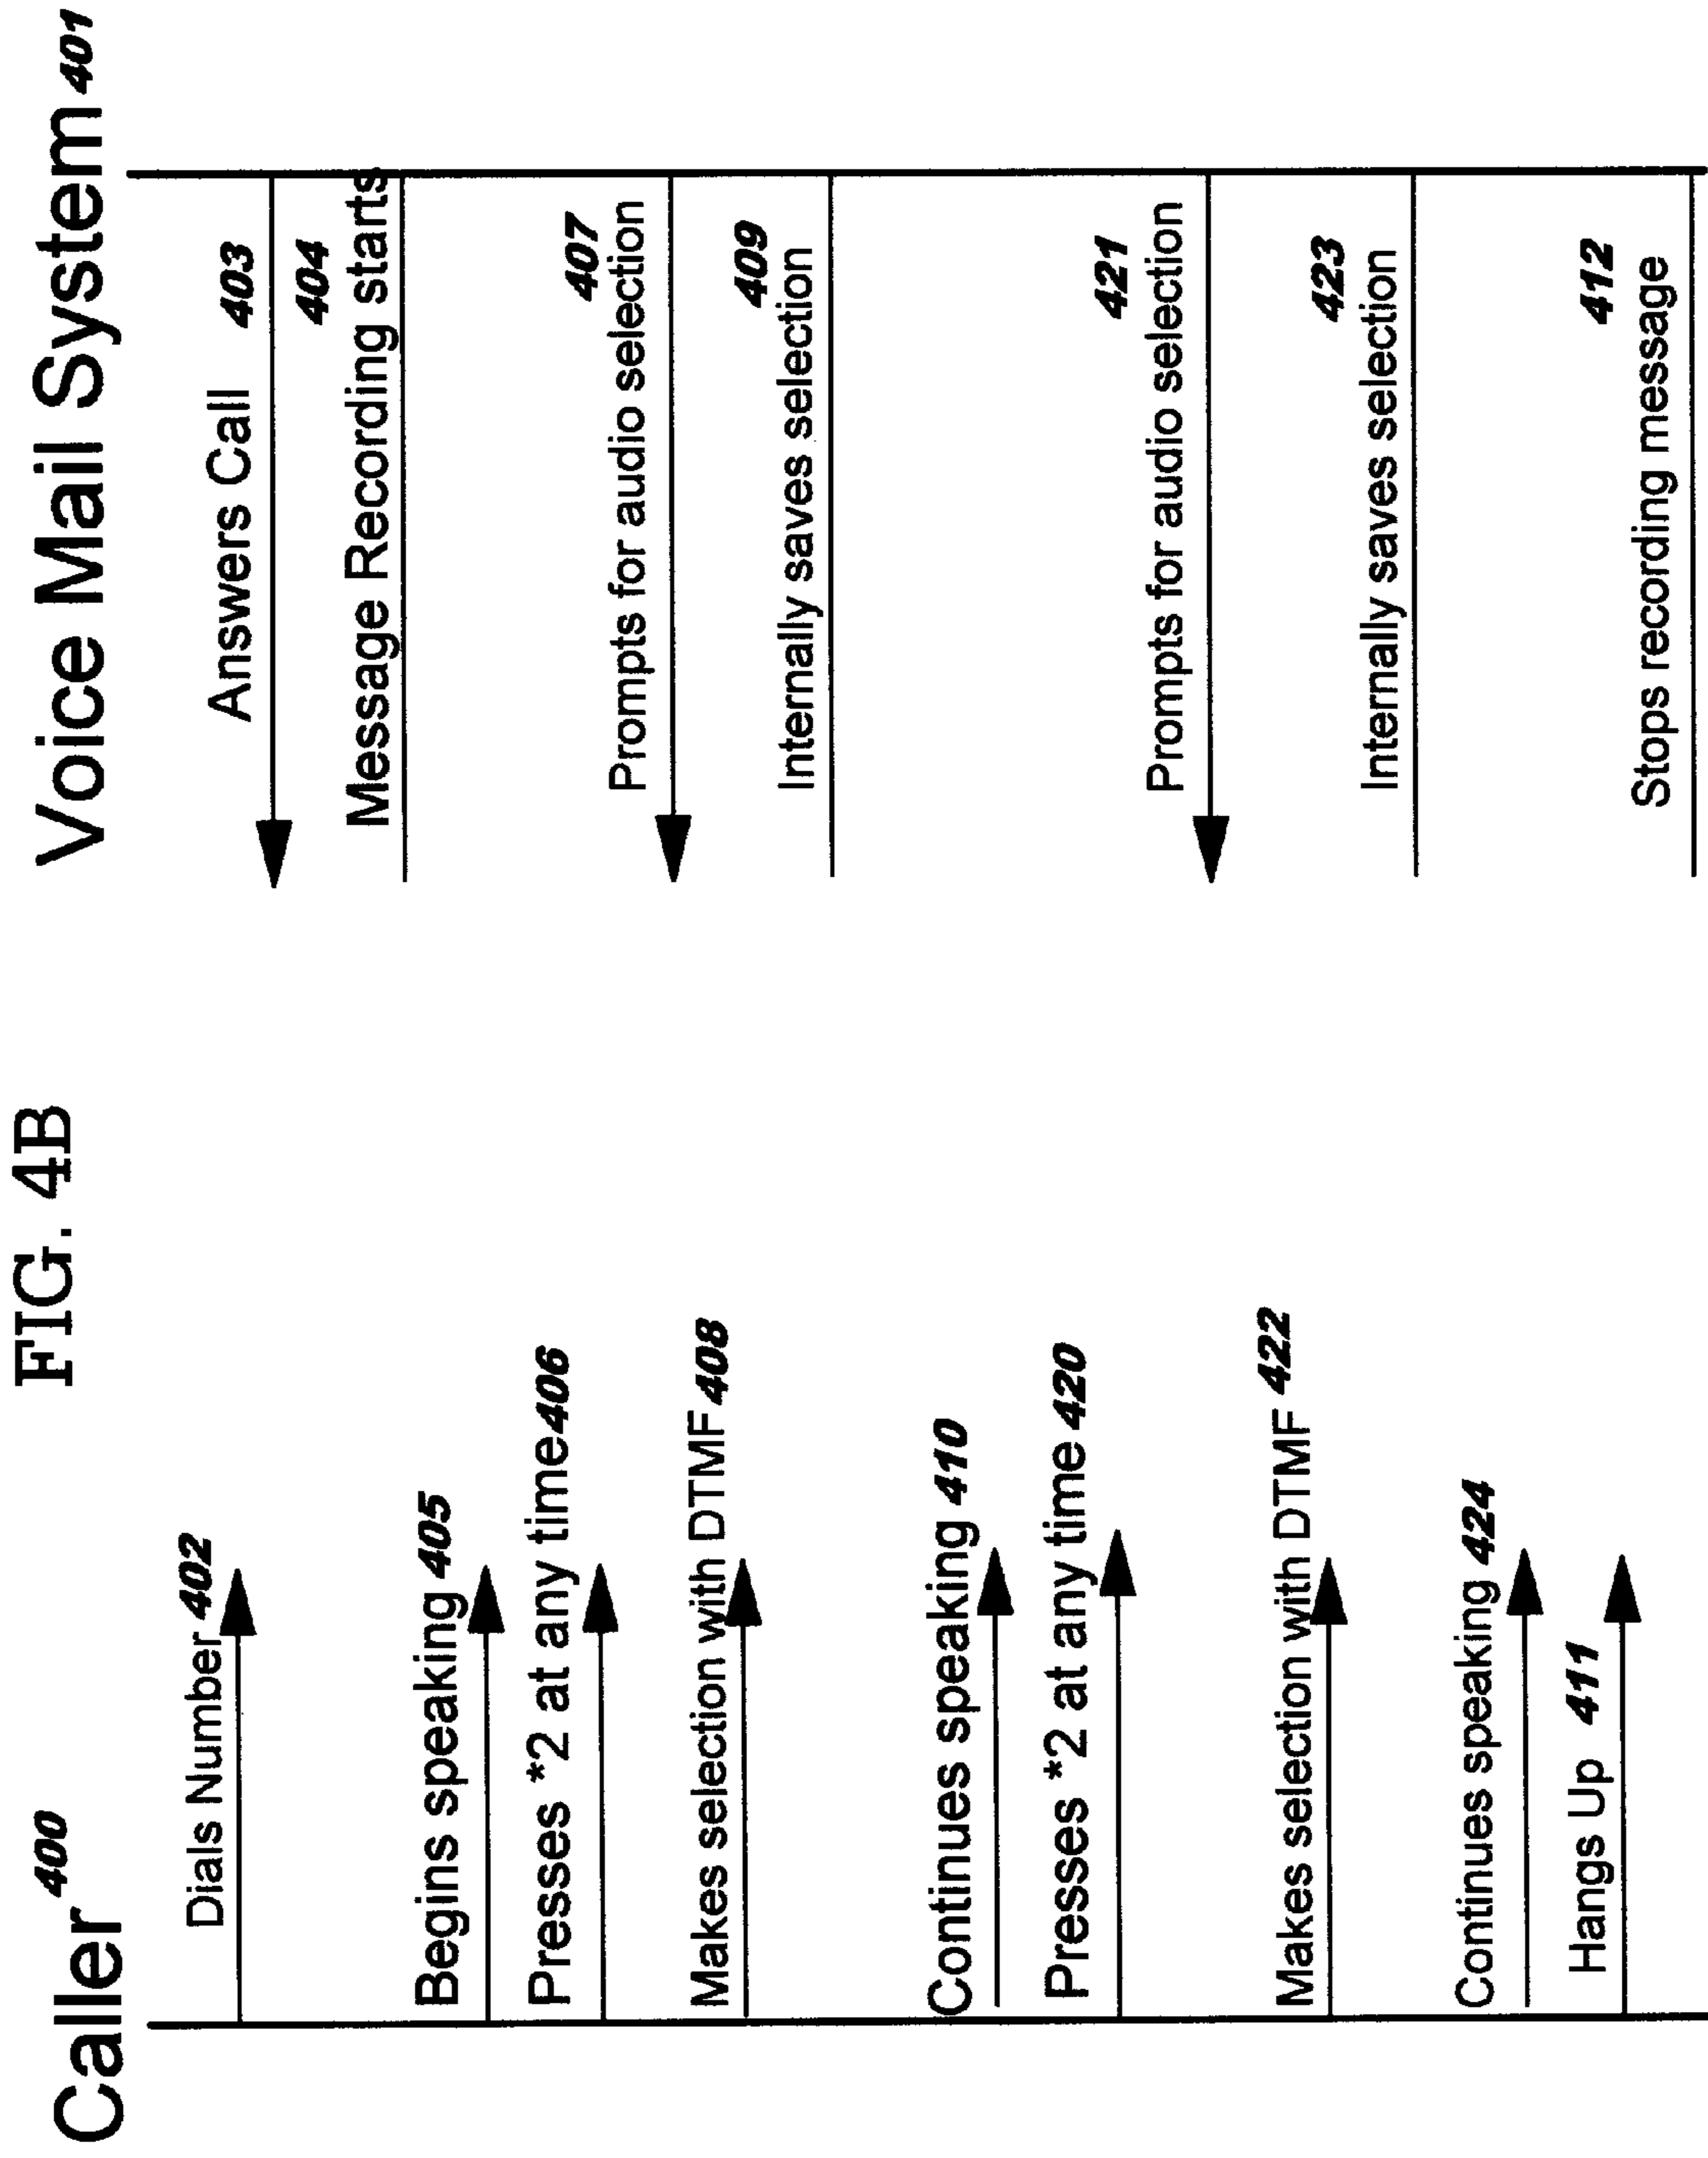 FIG. 4B
Caller 400
Voice Mail System 401
Dials Number 402
Answers Call 403
404
Message Recording starts
Begins speaking 405
Presses *2 at any time 406
407
Prompts for audio selection
Makes selection with DTMF 408
409
Internally saves selection
Continues speaking 410
Presses *2 at any time 420
421
Prompts for audio selection
Makes selection with DTMF 422
423
Internally saves selection
Continues speaking 424
Hangs Up 411
412
Stops recording message